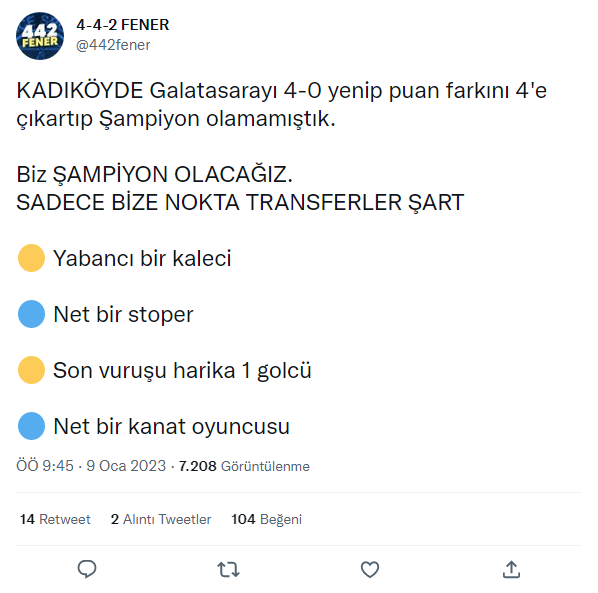 442
FENER
4-4-2 FENER
@442fener
KADIKÖYDE Galatasarayı 4-0 yenip puan farkını 4'e
çıkartıp Şampiyon olamamıştık.
Biz ŞAMPİYON OLACAĞIZ.
SADECE BİZE NOKTA TRANSFERLER ŞART
Yabancı bir kaleci
Net bir stoper
Son vuruşu harika 1 golcü
Net bir kanat oyuncusu
ÖÖ 9:45 · 9 Oca 2023 · 7.208 Görüntülenme
14 Retweet 2 Alıntı Tweetler 104 Beğeni